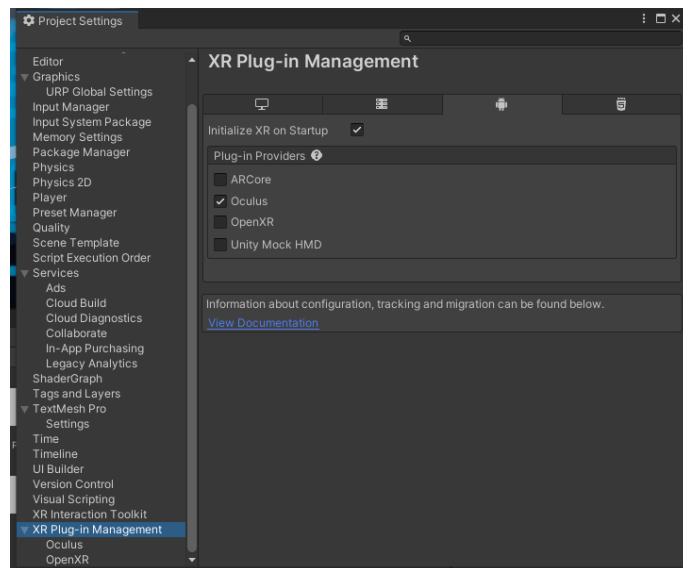 Project Settings
XR Plug-in Management
Editor
Graphics
URP Global Settings
Input Manager
Input System Package
Memory Settings
Package Manager
Physics
Physics 2D
Player
Preset Manager
Quality
Scene Template
Script Execution Order
Services
Ads
Cloud Build
Cloud Diagnostics
Collaborate
In-App Purchasing
Legacy Analytics
ShaderGraph
Tags and Layers
TextMesh Pro
Settings
Time
Timeline
UI Builder
Version Control
Visual Scripting
XR Interaction Toolkit
XR Plug-in Management
Oculus
OpenXR
Initialize XR on Startup
Plug-in Providers
ARCore
Oculus
OpenXR
Unity Mock HMD
Information about configuration, tracking and migration can be found below.
View Documentation